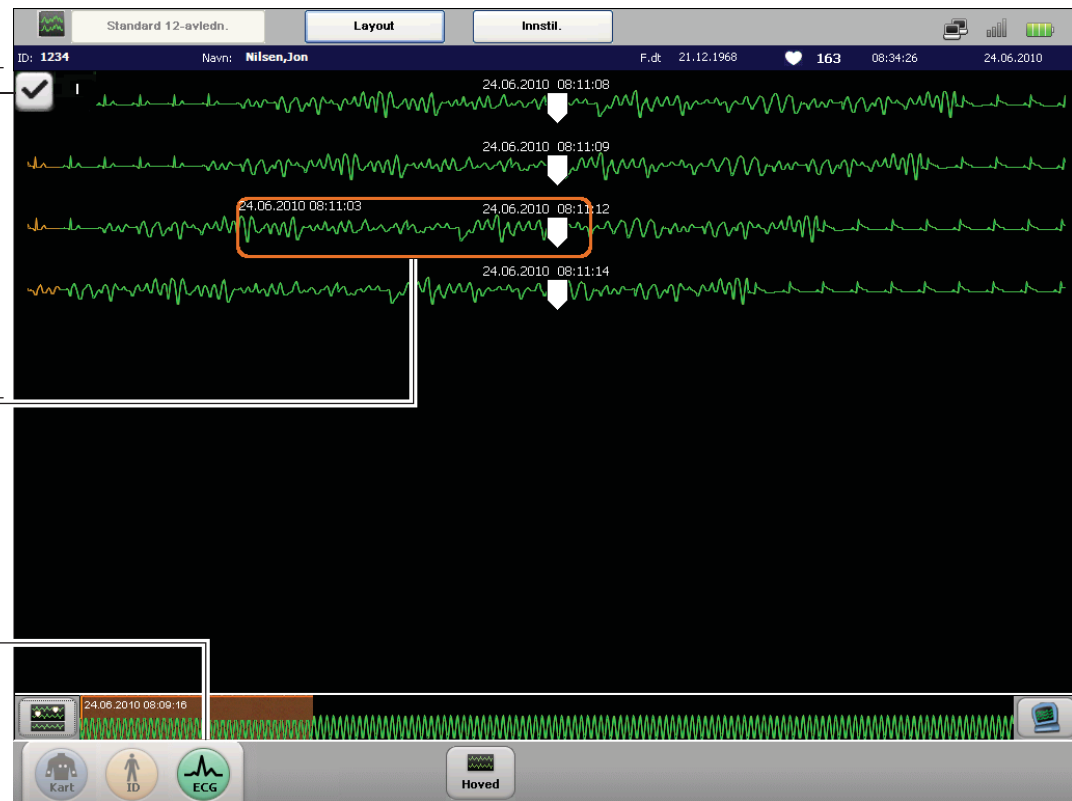 Standard 12-avledn. Layout Innstil.
ID: 1234 Navn: Nilsen,Jon F.dt 21.12.1968 163 08:34:26 24.06.2010
I 24.06.2010 08:11:08
24.06.2010 08:11:09
24.06.2010 08:11:03 24.06.2010 08:11:12
24.06.2010 08:11:14
24.06.2010 08:09:16
Kart ID ECG Hoved